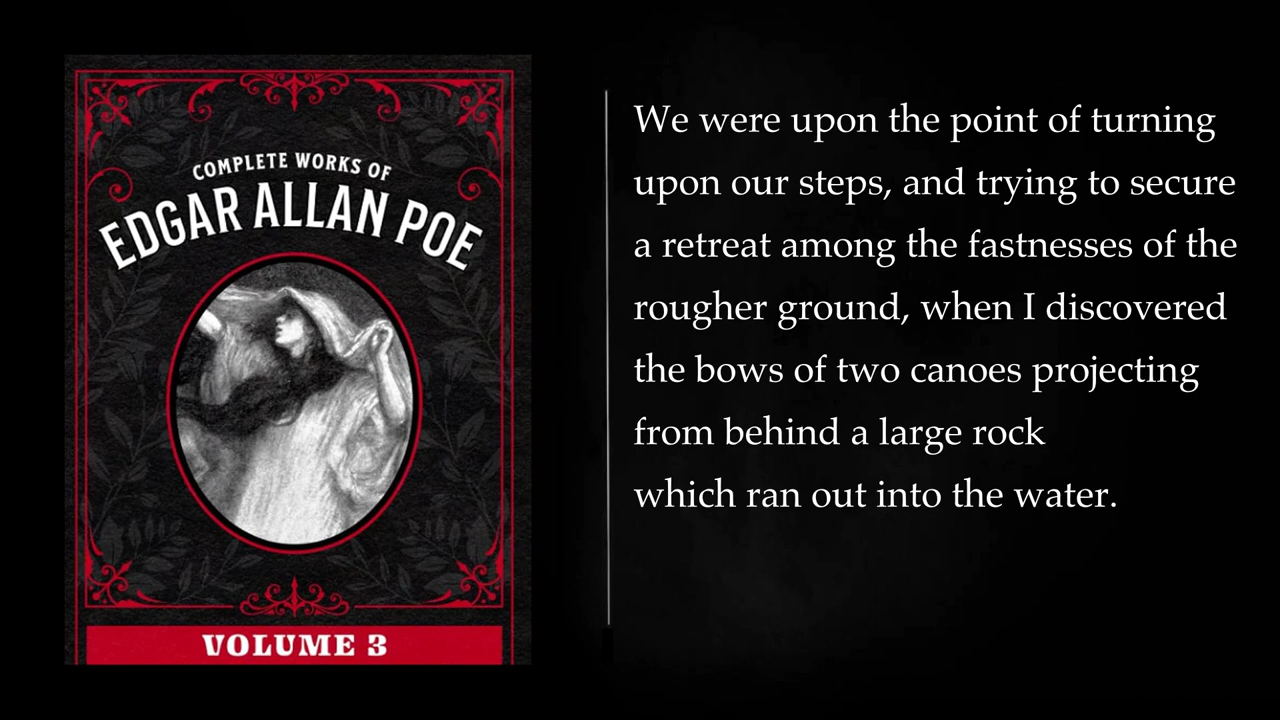 COMPLETE WORKS OF
EDGAR ALLAN POE
VOLUME 3
We were upon the point of turning
upon our steps, and trying to secure
a retreat among the fastnesses of the
rougher ground, when I discovered
the bows of two canoes projecting
from behind a large rock
which ran out into the water.